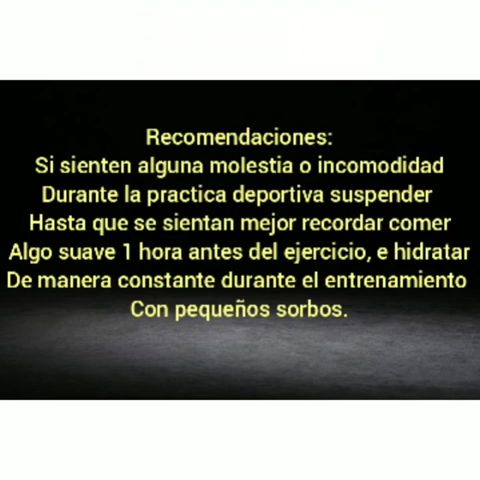 Recomendaciones:
Si sienten alguna molestia o incomodidad
Durante la practica deportiva suspender
Hasta que se sientan mejor recordar comer
Algo suave 1 hora antes del ejercicio, e hidratar
De manera constante durante el entrenamiento
Con pequeños sorbos.